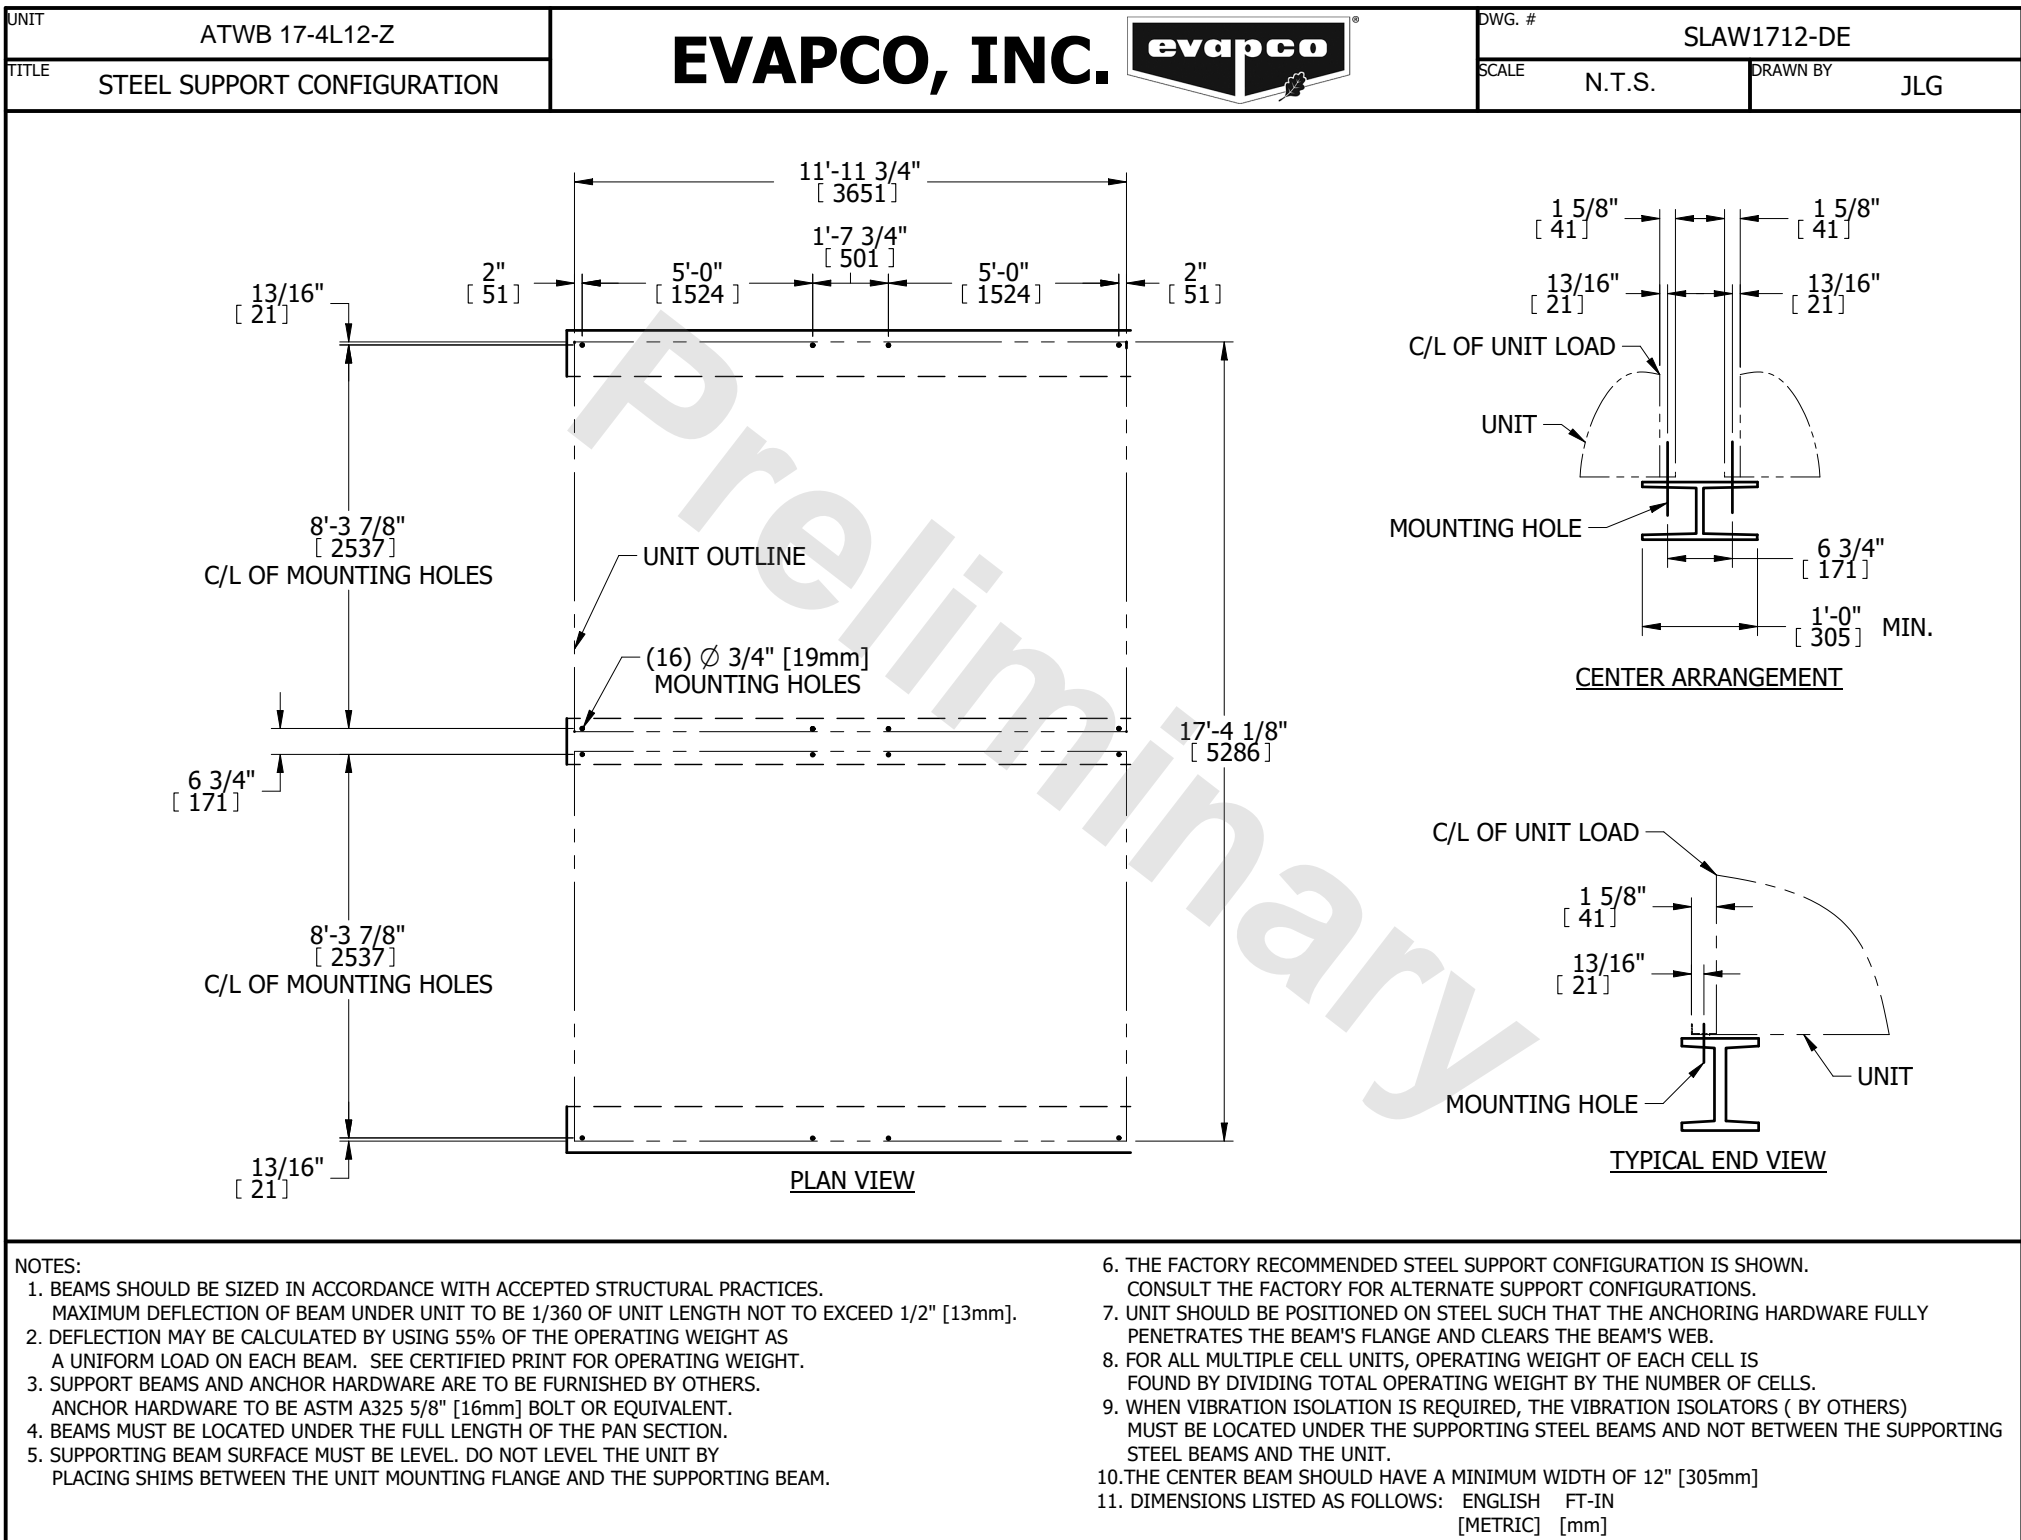 UNIT
ATWB 17-4L12-Z
TITLE
STEEL SUPPORT CONFIGURATION
EVAPCO, INC.
evapco
®
DWG. #
SLAW1712-DE
SCALE
N.T.S.
DRAWN BY
JLG
11'-11 3/4"
[ 3651]
1'-7 3/4"
[ 501 ]
2"
[ 51]
5'-0"
[ 1524 ]
5'-0"
[ 1524]
2"
[ 51]
13/16"
[ 21]
8'-3 7/8"
[ 2537]
C/L OF MOUNTING HOLES
UNIT OUTLINE
(16) Ø 3/4" [19mm]
MOUNTING HOLES
6 3/4"
[ 171]
17'-4 1/8"
[ 5286]
8'-3 7/8"
[ 2537]
C/L OF MOUNTING HOLES
13/16"
[ 21]
PLAN VIEW
Preliminary
1 5/8"
[ 41]
1 5/8"
[ 41]
13/16"
[ 21]
13/16"
[ 21]
C/L OF UNIT LOAD
UNIT
MOUNTING HOLE
6 3/4"
[ 171]
1'-0"
[ 305]
MIN.
CENTER ARRANGEMENT
C/L OF UNIT LOAD
1 5/8"
[ 41]
13/16"
[ 21]
UNIT
MOUNTING HOLE
TYPICAL END VIEW
NOTES:
1. BEAMS SHOULD BE SIZED IN ACCORDANCE WITH ACCEPTED STRUCTURAL PRACTICES.
MAXIMUM DEFLECTION OF BEAM UNDER UNIT TO BE 1/360 OF UNIT LENGTH NOT TO EXCEED 1/2" [13mm].
2. DEFLECTION MAY BE CALCULATED BY USING 55% OF THE OPERATING WEIGHT AS
A UNIFORM LOAD ON EACH BEAM. SEE CERTIFIED PRINT FOR OPERATING WEIGHT.
3. SUPPORT BEAMS AND ANCHOR HARDWARE ARE TO BE FURNISHED BY OTHERS.
ANCHOR HARDWARE TO BE ASTM A325 5/8" [16mm] BOLT OR EQUIVALENT.
4. BEAMS MUST BE LOCATED UNDER THE FULL LENGTH OF THE PAN SECTION.
5. SUPPORTING BEAM SURFACE MUST BE LEVEL. DO NOT LEVEL THE UNIT BY
PLACING SHIMS BETWEEN THE UNIT MOUNTING FLANGE AND THE SUPPORTING BEAM.
6. THE FACTORY RECOMMENDED STEEL SUPPORT CONFIGURATION IS SHOWN.
CONSULT THE FACTORY FOR ALTERNATE SUPPORT CONFIGURATIONS.
7. UNIT SHOULD BE POSITIONED ON STEEL SUCH THAT THE ANCHORING HARDWARE FULLY
PENETRATES THE BEAM'S FLANGE AND CLEARS THE BEAM'S WEB.
8. FOR ALL MULTIPLE CELL UNITS, OPERATING WEIGHT OF EACH CELL IS
FOUND BY DIVIDING TOTAL OPERATING WEIGHT BY THE NUMBER OF CELLS.
9. WHEN VIBRATION ISOLATION IS REQUIRED, THE VIBRATION ISOLATORS ( BY OTHERS)
MUST BE LOCATED UNDER THE SUPPORTING STEEL BEAMS AND NOT BETWEEN THE SUPPORTING
STEEL BEAMS AND THE UNIT.
10.THE CENTER BEAM SHOULD HAVE A MINIMUM WIDTH OF 12" [305mm]
11. DIMENSIONS LISTED AS FOLLOWS: ENGLISH FT-IN
[METRIC] [mm]